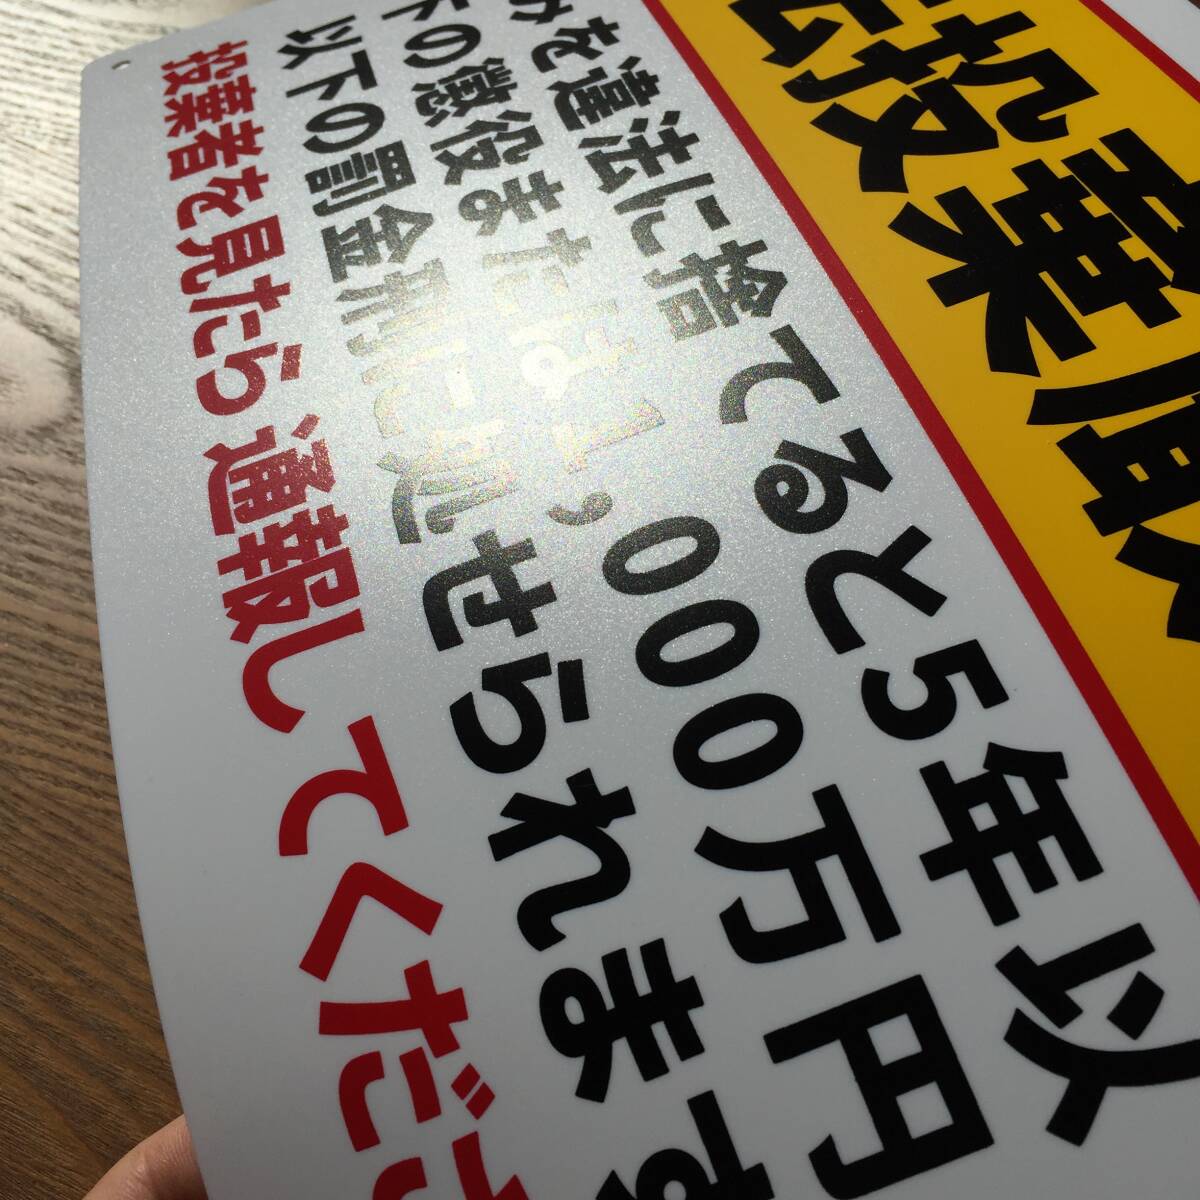 法投棄厳
みを違法に捨てると5年以
下の懲役または1,000万円
以下の罰金刑に処せられます
投棄者を見たら通報してくださ